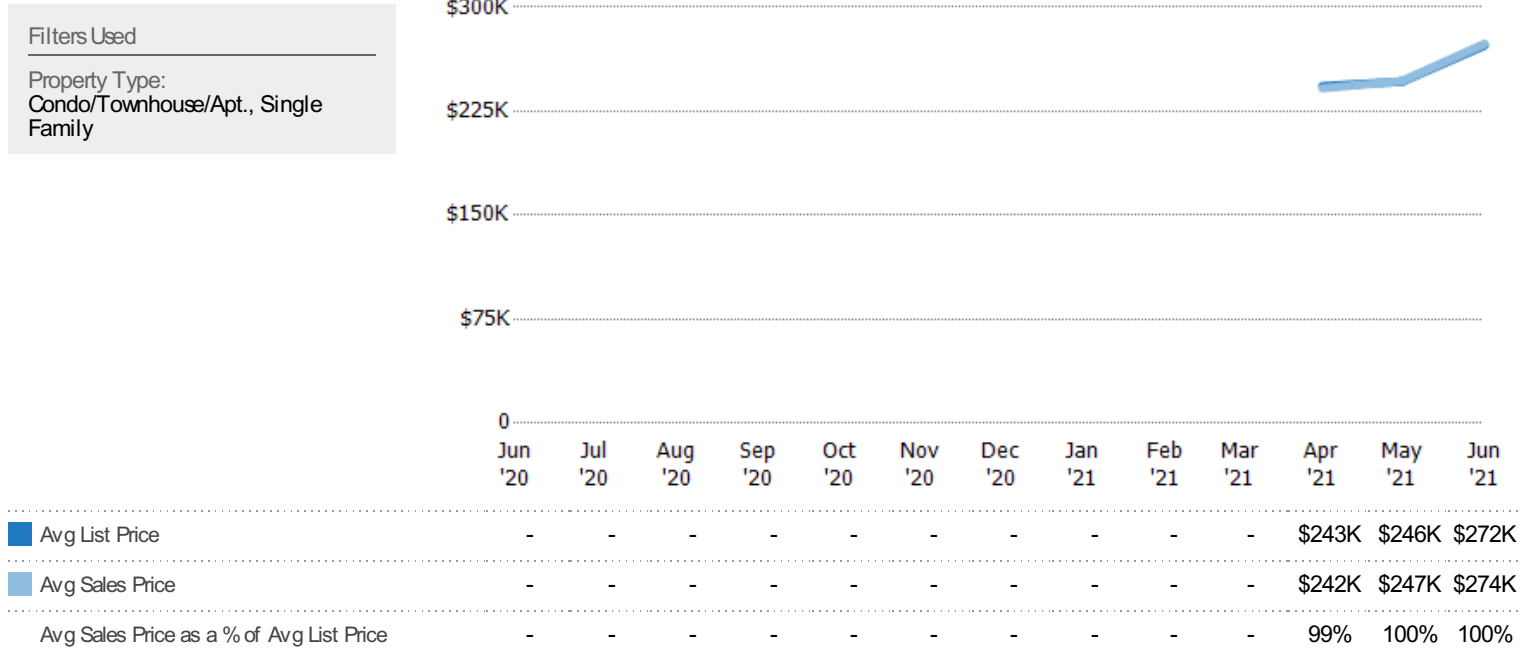 Filters Used
Property Type:
Condo/Townhouse/Apt., Single
Family
$300K
$225K
$150K
$75K
0
Jun Jul Aug Sep Oct Nov Dec Jan Feb Mar Apr May Jun
'20 '20 '20 '20 '20 '20 '20 '21 '21 '21 '21 '21 '21
Avg List Price - - - - - - - - - - $243K $246K $272K
Avg Sales Price - - - - - - - - - - $242K $247K $274K
Avg Sales Price as a % of Avg List Price - - - - - - - - - - 99% 100% 100%